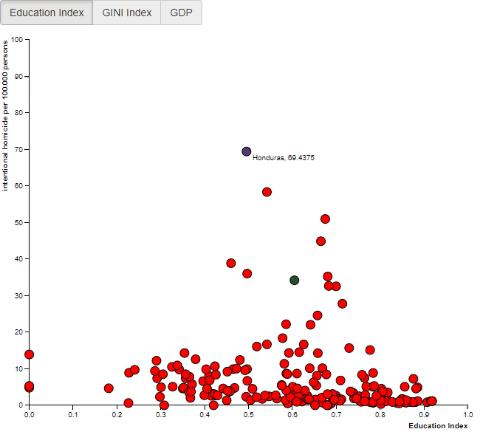 Education Index GINI Index GDP
intentional homicide per 100.000 persons
100
90
80
70
Honduras, 69.4375
60
50
40
30
20
10
0
0.0 0.1 0.2 0.3 0.4 0.5 0.6 0.7 0.8 0.9 1.0
Education Index